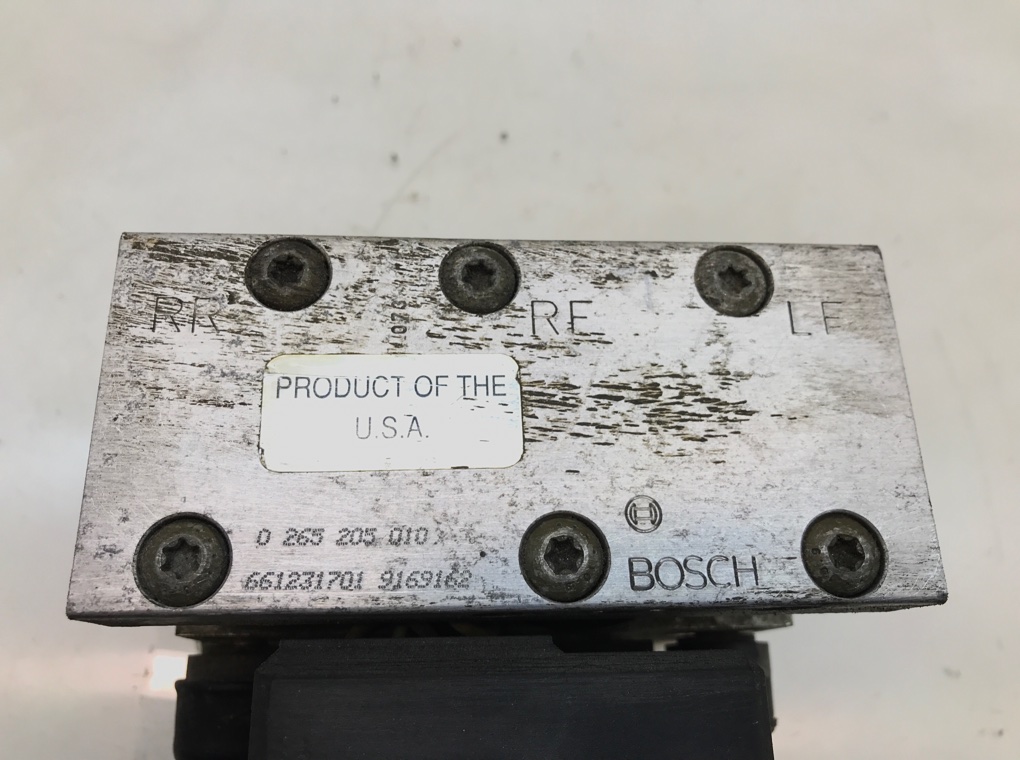 RR RF LF
PRODUCT OF THE
U.S.A.
0 265 205 010
661231701 9169162
BOSCH